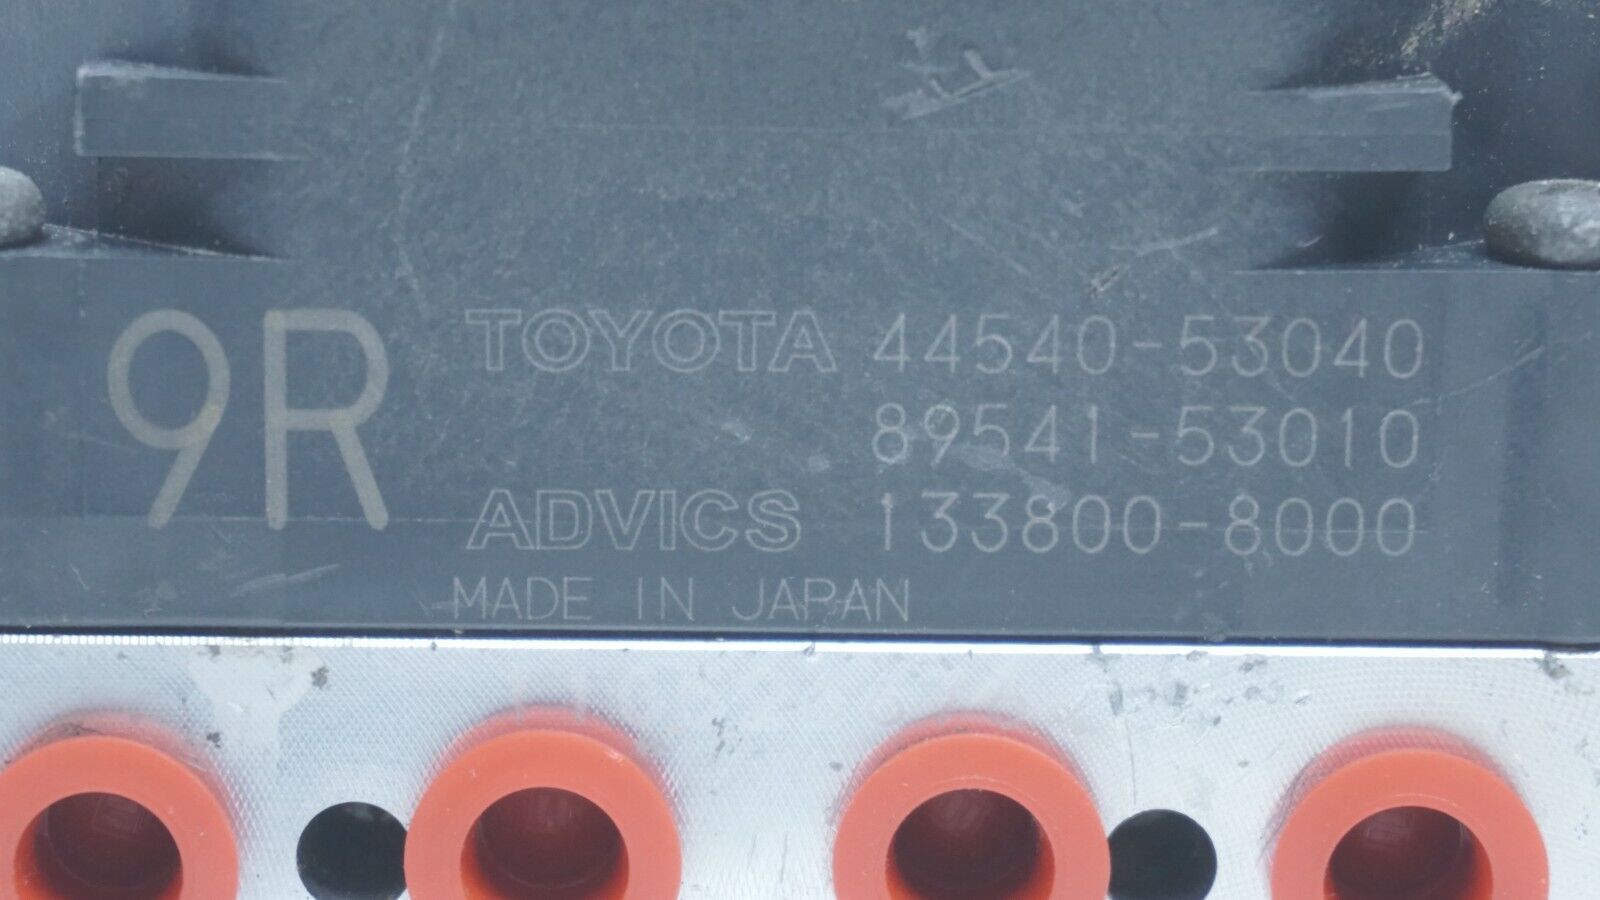 9R
TOYOTA 44540-53040
89541-53010
ADVICS 133800-8000
MADE IN JAPAN